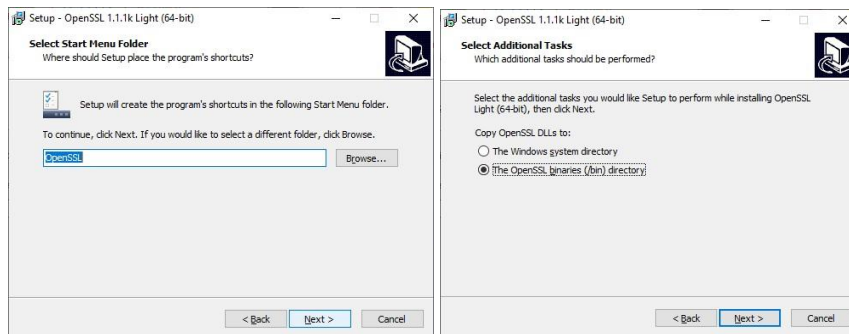 Setup - OpenSSL 1.1.1k Light (64-bit)
Select Start Menu Folder
Where should Setup place the program's shortcuts?
Setup will create the program's shortcuts in the following Start Menu folder.
To continue, click Next. If you would like to select a different folder, click Browse.
OpenSSL
Browse...
< Back
Next >
Cancel
Setup - OpenSSL 1.1.1k Light (64-bit)
Select Additional Tasks
Which additional tasks should be performed?
Select the additional tasks you would like Setup to perform while installing OpenSSL
Light (64-bit), then click Next.
Copy OpenSSL DLLs to:
The Windows system directory
The OpenSSL binaries (/bin) directory
< Back
Next >
Cancel